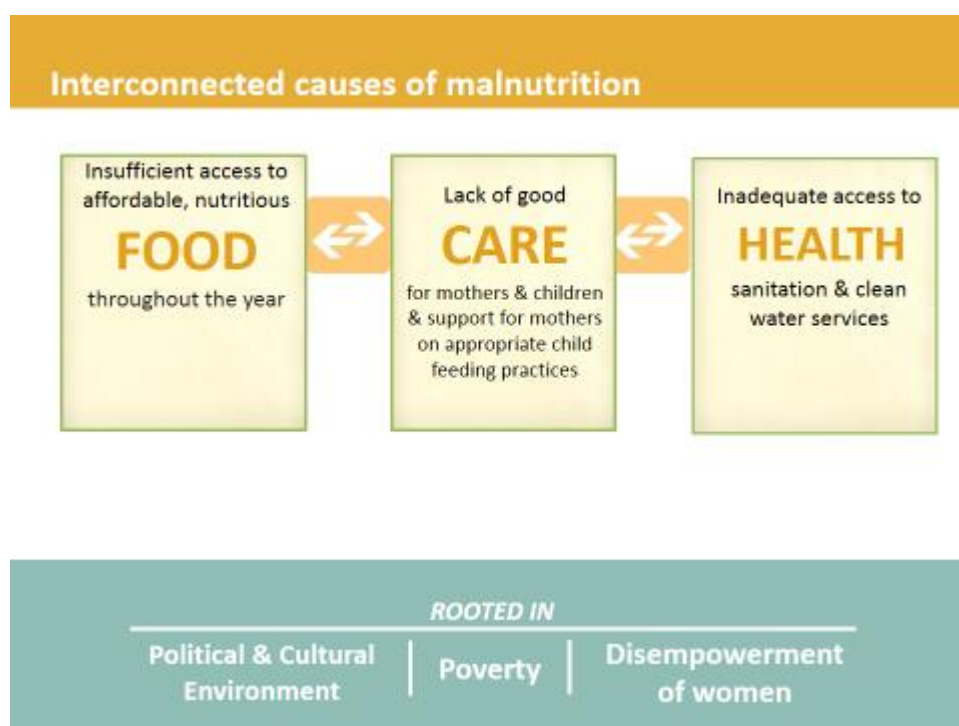 Interconnected causes of malnutrition
Insufficient access to
affordable, nutritious
FOOD
throughout the year
Lack of good
CARE
for mothers & children
& support for mothers
on appropriate child
feeding practices
Inadequate access to
HEALTH
sanitation & clean
water services
ROOTED IN
Political & Cultural
Environment
Poverty
Disempowerment
of women